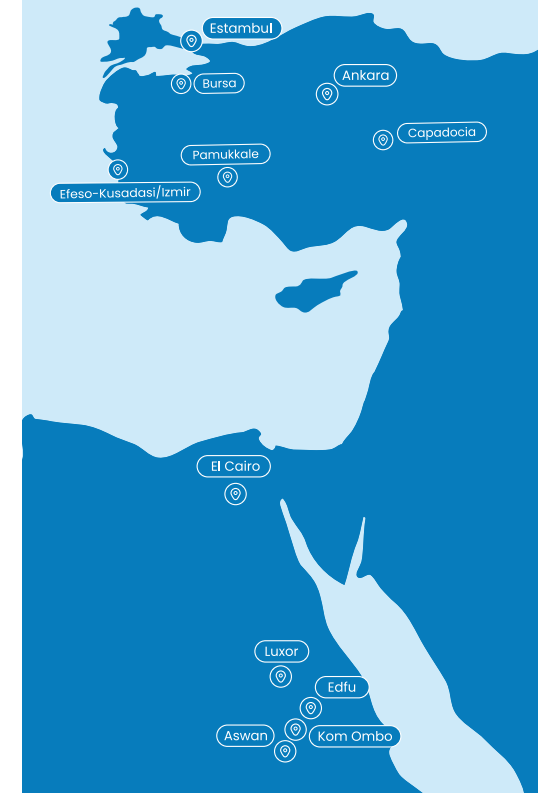 Estambul
Bursa
Ankara
Capadocia
Pamukkale
Efeso-Kusadasi/Izmir
El Cairo
Luxor
Edfu
Aswan
Kom Ombo